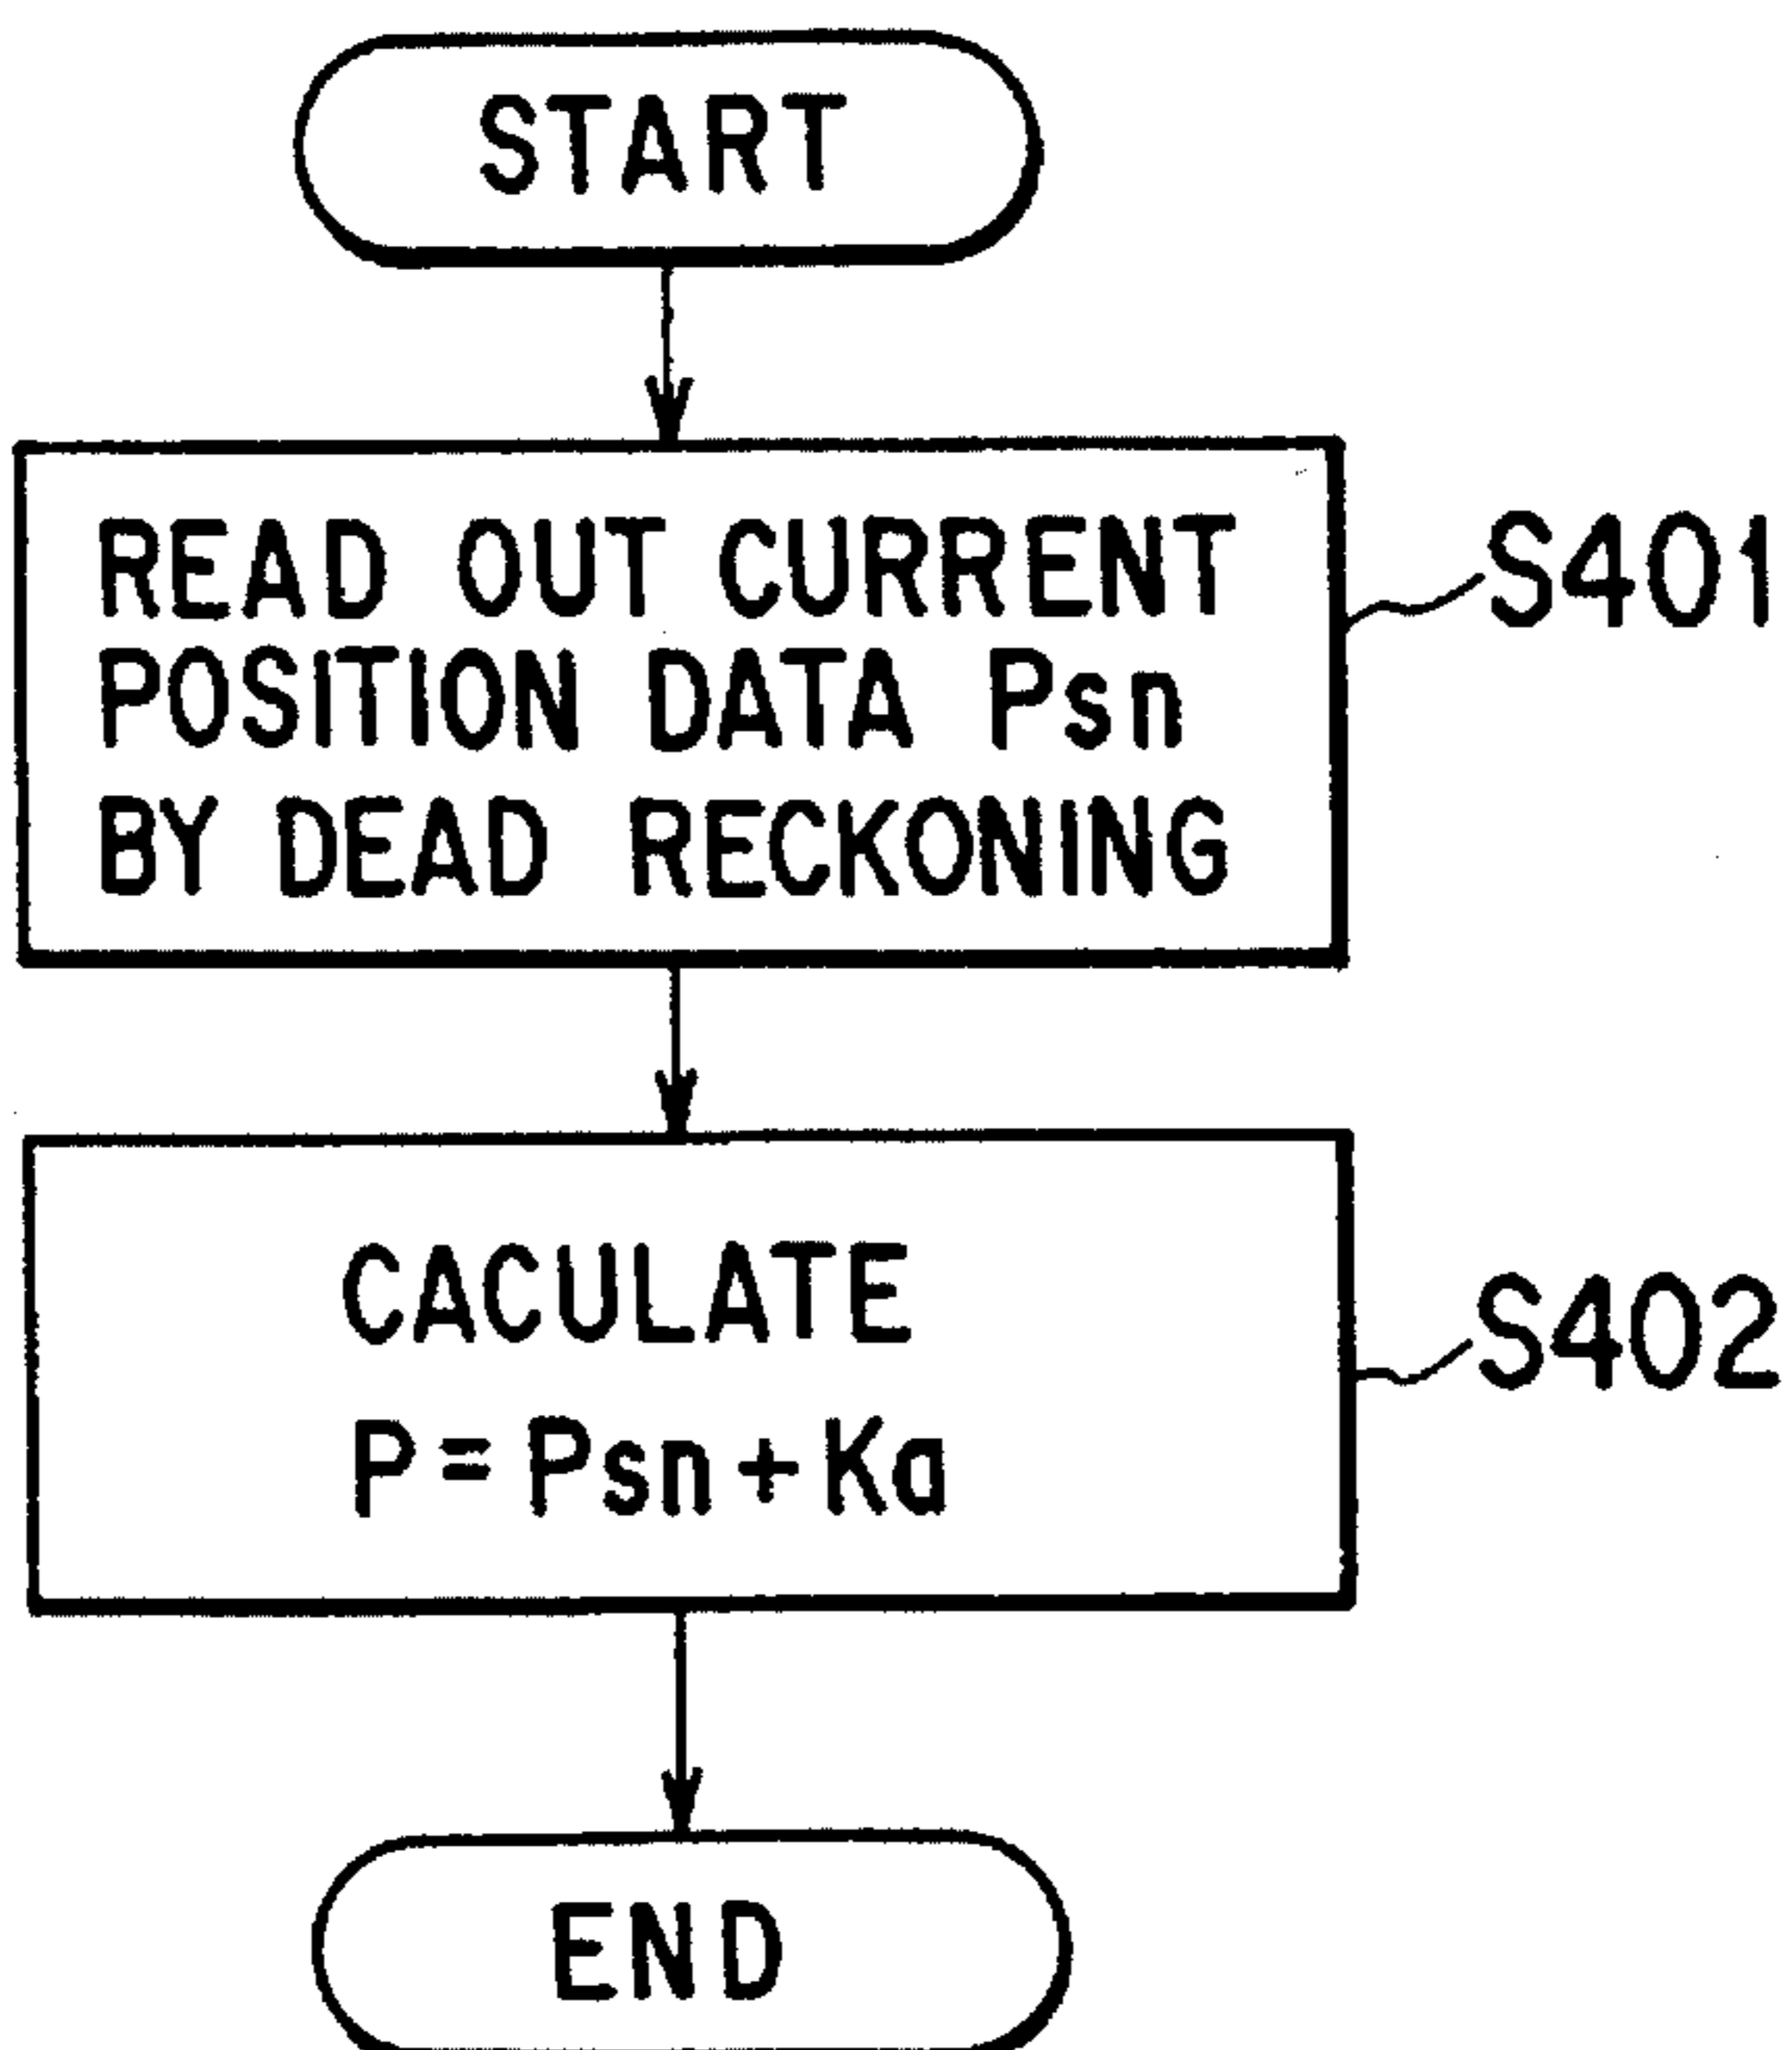 START
READ OUT CURRENT
POSITION DATA Psn
BY DEAD RECKONING
S401
CACULATE
P=Psn+Ka
S402
END